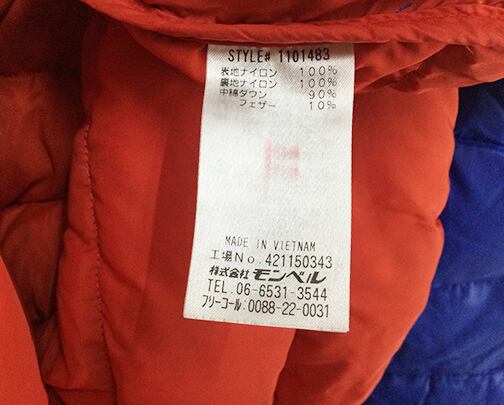 STYLE# 1101483
表地ナイロン 100%
裏地ナイロン 100%
中綿ダウン 90%
フェザー 10%
MADE IN VIETNAM
工場No.421150343
株式会社モンベル
TEL.06-6531-3544
フリーコール:0088-22-0031